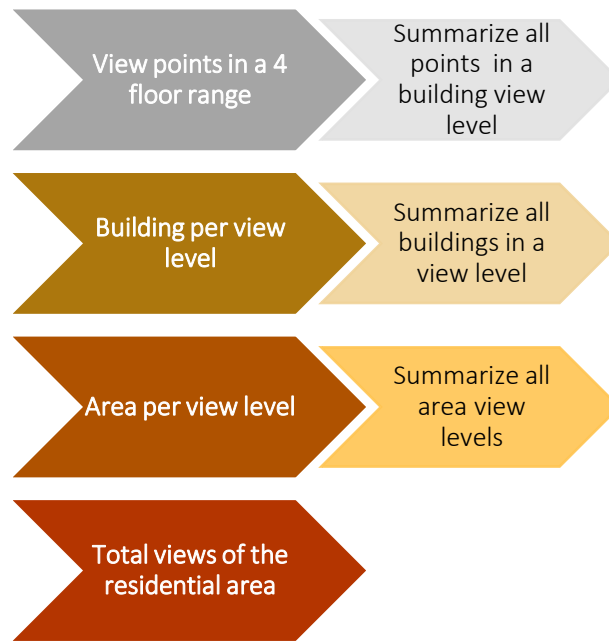 View points in a 4
floor range
Summarize all
points in a
building view
level
Building per view
level
Summarize all
buildings in a
view level
Area per view level
Summarize all
area view
levels
Total views of the
residential area